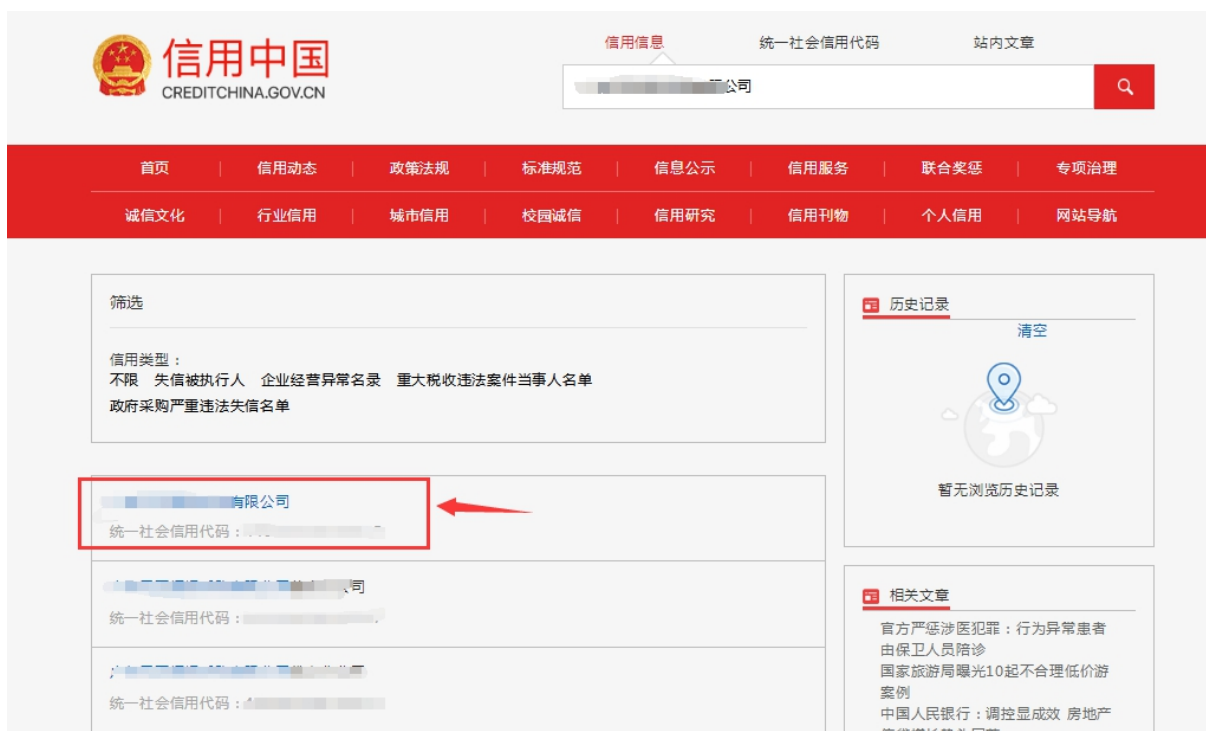 信用中国
CREDITCHINA.GOV.CN
信用信息 统一社会信用代码 站内文章
公司
首页 信用动态 政策法规 标准规范 信息公示 信用服务 联合奖惩 专项治理
诚信文化 行业信用 城市信用 校园诚信 信用研究 信用刊物 个人信用 网站导航
筛选
信用类型：
不限 失信被执行人 企业经营异常名录 重大税收违法案件当事人名单
政府采购严重违法失信名单
有限公司
统一社会信用代码：
司
统一社会信用代码：
统一社会信用代码：
历史记录
清空
暂无浏览历史记录
相关文章
官方严惩涉医犯罪：行为异常患者
由保卫人员陪诊
国家旅游局曝光10起不合理低价游
案例
中国人民银行：调控显成效 房地产